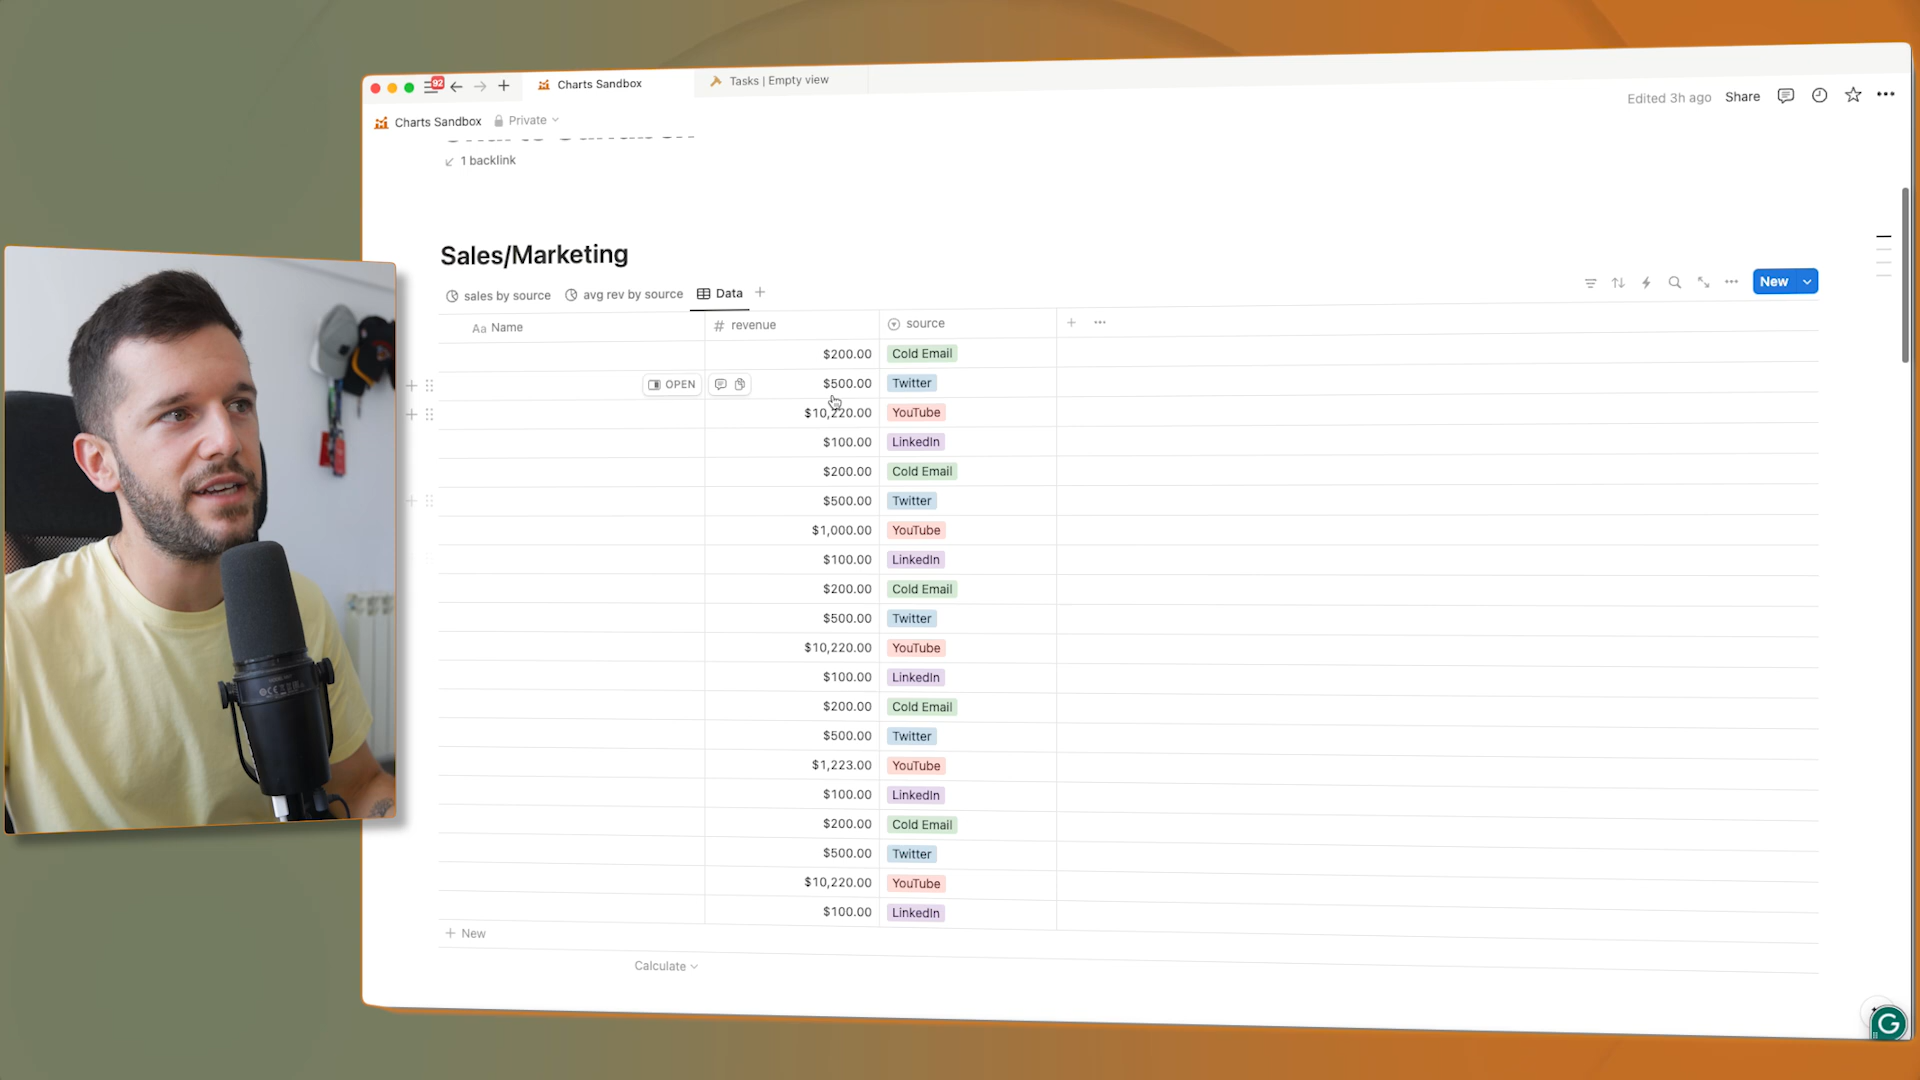 92
Charts Sandbox
Tasks | Empty view
Charts Sandbox Private
Edited 3h ago Share
1 backlink
Sales/Marketing
sales by source avg rev by source Data
New
Aa Name # revenue source
$200.00 Cold Email
OPEN $500.00 Twitter
$10,220.00 YouTube
$100.00 LinkedIn
$200.00 Cold Email
$500.00 Twitter
$1,000.00 YouTube
$100.00 LinkedIn
$200.00 Cold Email
$500.00 Twitter
$10,220.00 YouTube
$100.00 LinkedIn
$200.00 Cold Email
$500.00 Twitter
$1,223.00 YouTube
$100.00 LinkedIn
$200.00 Cold Email
$500.00 Twitter
$10,220.00 YouTube
$100.00 LinkedIn
+ New
Calculate
G